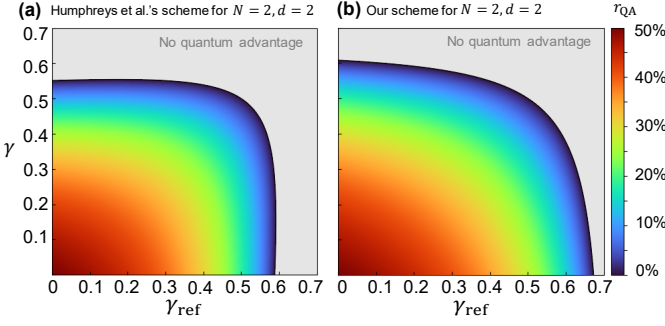 (a) Humphreys et al.'s scheme for N = 2, d = 2
(b) Our scheme for N = 2, d = 2
r_QA
No quantum advantage
No quantum advantage
0.7
0.6
0.5
0.4
0.3
0.2
0.1
γ
0 0.1 0.2 0.3 0.4 0.5 0.6 0.7
γ_ref
0 0.1 0.2 0.3 0.4 0.5 0.6 0.7
γ_ref
50%
40%
30%
20%
10%
0%